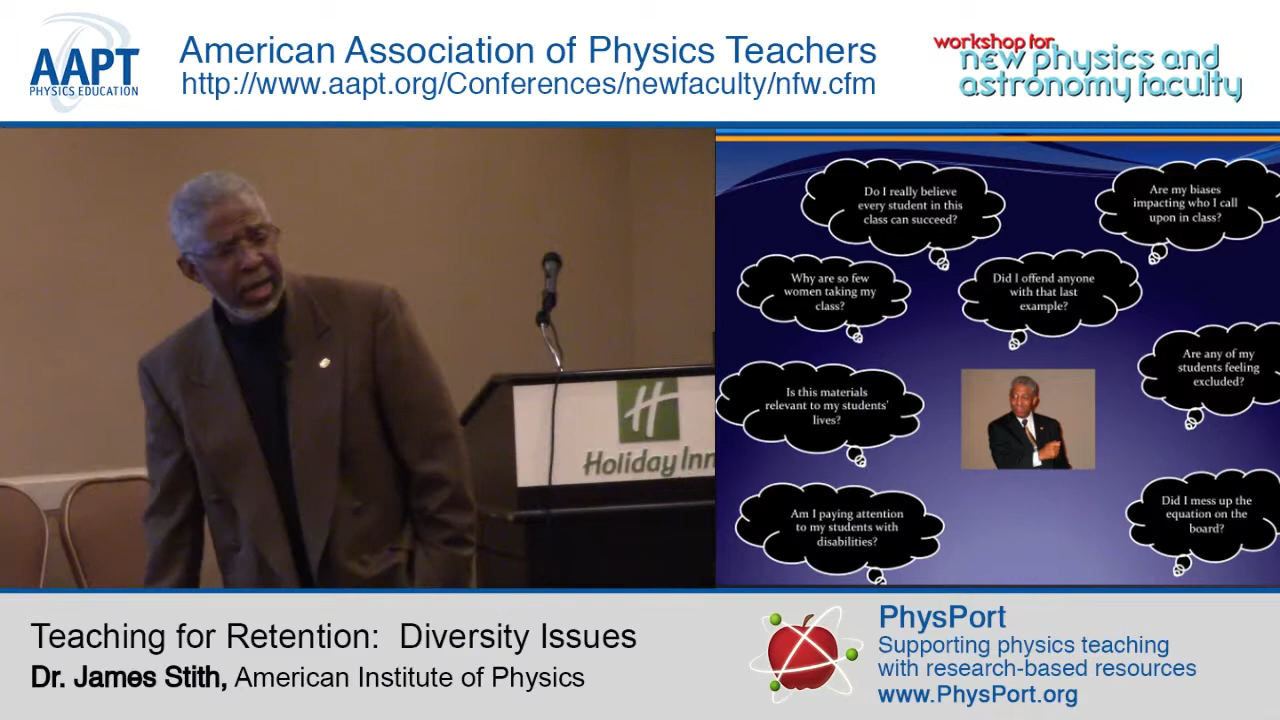 AAPT
PHYSICS EDUCATION
American Association of Physics Teachers
http://www.aapt.org/Conferences/newfaculty/nfw.cfm
workshop for
new physics and
astronomy faculty
H
Holiday Inn
Do I really believe
every student in this
class can succeed?
Are my biases
impacting who I call
upon in class?
Why are so few
women taking my
class?
Did I offend anyone
with that last
example?
Are any of my
students feeling
excluded?
Is this materials
relevant to my students'
lives?
Am I paying attention
to my students with
disabilities?
Did I mess up the
equation on the
board?
Teaching for Retention: Diversity Issues
Dr. James Stith, American Institute of Physics
PhysPort
Supporting physics teaching
with research-based resources
www.PhysPort.org